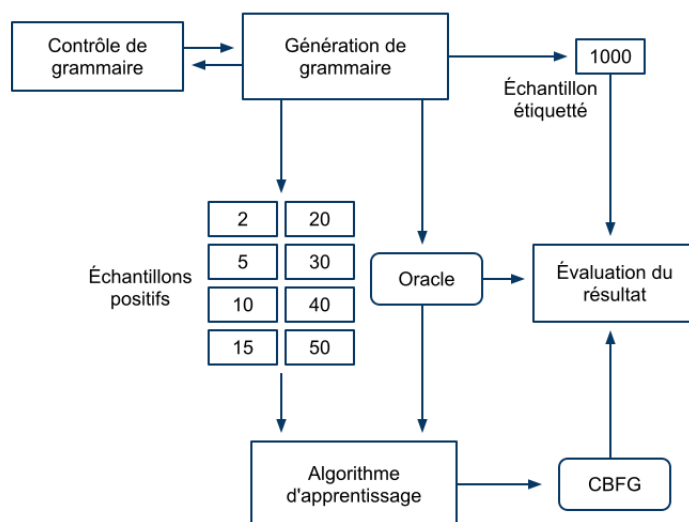 Contrôle de
grammaire
Génération de
grammaire
1000
Échantillon
étiquetté
2
20
5
30
10
40
15
50
Échantillons
positifs
Oracle
Évaluation du
résultat
Algorithme
d'apprentissage
CBFG